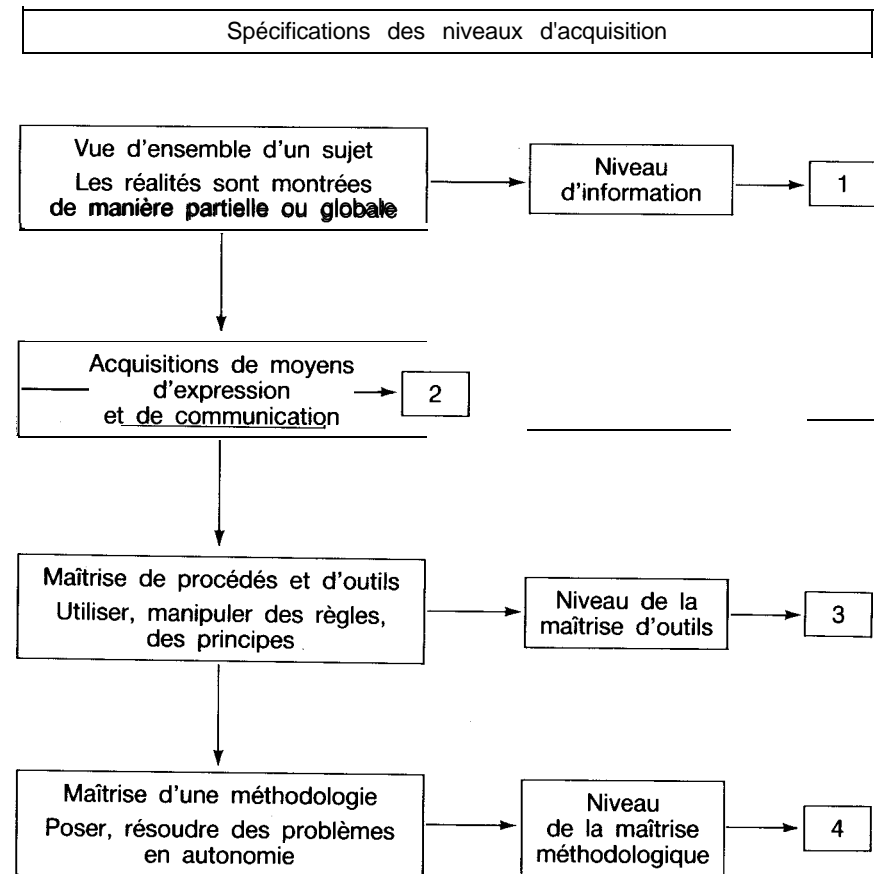 Spécifications des niveaux d'acquisition
Vue d'ensemble d'un sujet
Les réalités sont montrées
de manière partielle ou globale
Niveau
d'information
1
Acquisitions de moyens
d'expression
et de communication
2
Maîtrise de procédés et d'outils
Utiliser, manipuler des règles,
des principes
Niveau de la
maîtrise d'outils
3
Maîtrise d'une méthodologie
Poser, résoudre des problèmes
en autonomie
Niveau
de la maîtrise
méthodologique
4